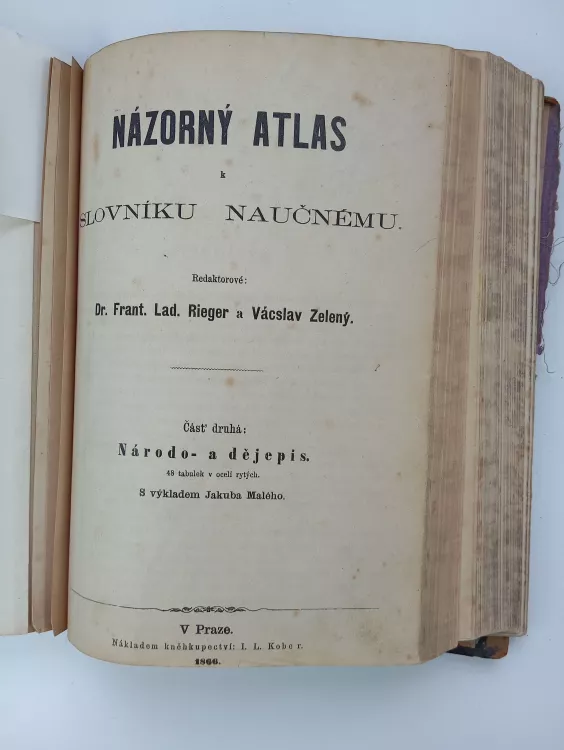 NÁZORNÝ ATLAS
k
SLOVNÍKU NAUČNÉMU.
Redaktorové:
Dr. Frant. Lad. Rieger a Vácslav Zelený.
Část druhá:
Národo- a dějepis.
48 tabulek v oceli rytých.
S výkladem Jakuba Malého.
V Praze.
Nákladem kněhkupectví: I. L. Kober.
1866.